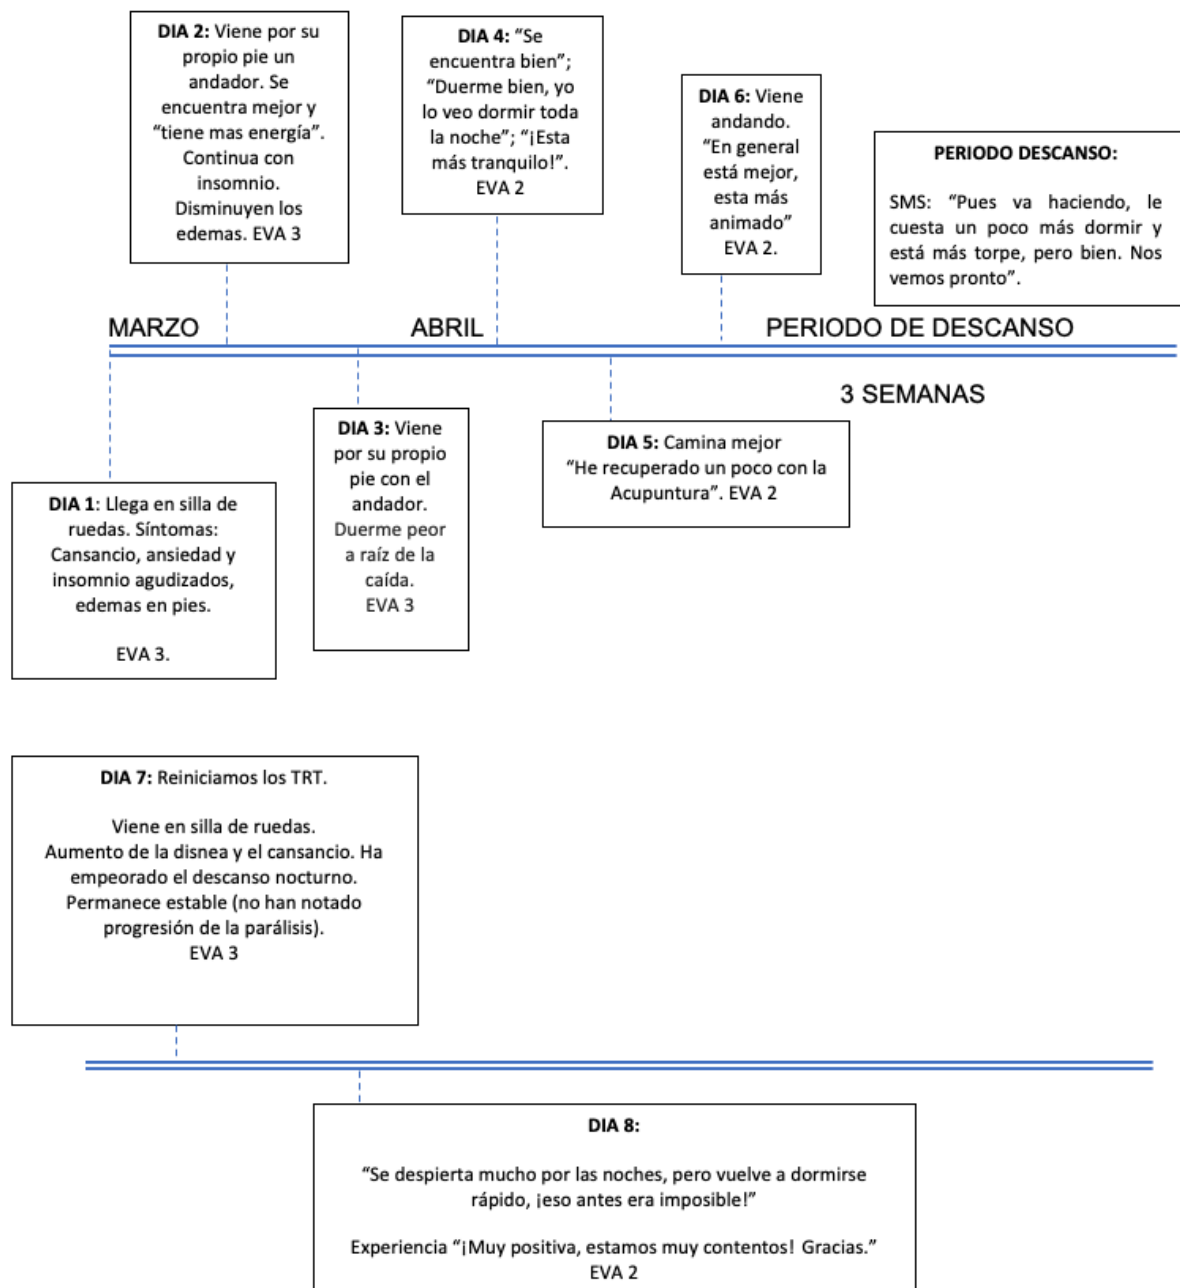 DIA 2: Viene por su
propio pie un
andador. Se
encuentra mejor y
“tiene mas energía”.
Continua con
insomnio.
Disminuyen los
edemas. EVA 3
DIA 4: “Se
encuentra bien”;
“Duerme bien, yo
lo veo dormir toda
la noche”; “¡Esta
más tranquilo!”.
EVA 2
DIA 6: Viene
andando.
“En general
está mejor,
esta más
animado”
EVA 2.
PERIODO DESCANSO:
SMS: “Pues va haciendo, le
cuesta un poco más dormir y
está más torpe, pero bien. Nos
vemos pronto”.
MARZO
ABRIL
PERIODO DE DESCANSO
3 SEMANAS
DIA 1: Llega en silla de
ruedas. Síntomas:
Cansancio, ansiedad y
insomnio agudizados,
edemas en pies.
EVA 3.
DIA 3: Viene
por su propio
pie con el
andador.
Duerme peor
a raíz de la
caída.
EVA 3
DIA 5: Camina mejor
“He recuperado un poco con la
Acupuntura”. EVA 2
DIA 7: Reiniciamos los TRT.
Viene en silla de ruedas.
Aumento de la disnea y el cansancio. Ha
empeorado el descanso nocturno.
Permanece estable (no han notado
progresión de la parálisis).
EVA 3
DIA 8:
“Se despierta mucho por las noches, pero vuelve a dormirse
rápido, ¡eso antes era imposible!”
Experiencia “¡Muy positiva, estamos muy contentos! Gracias.”
EVA 2